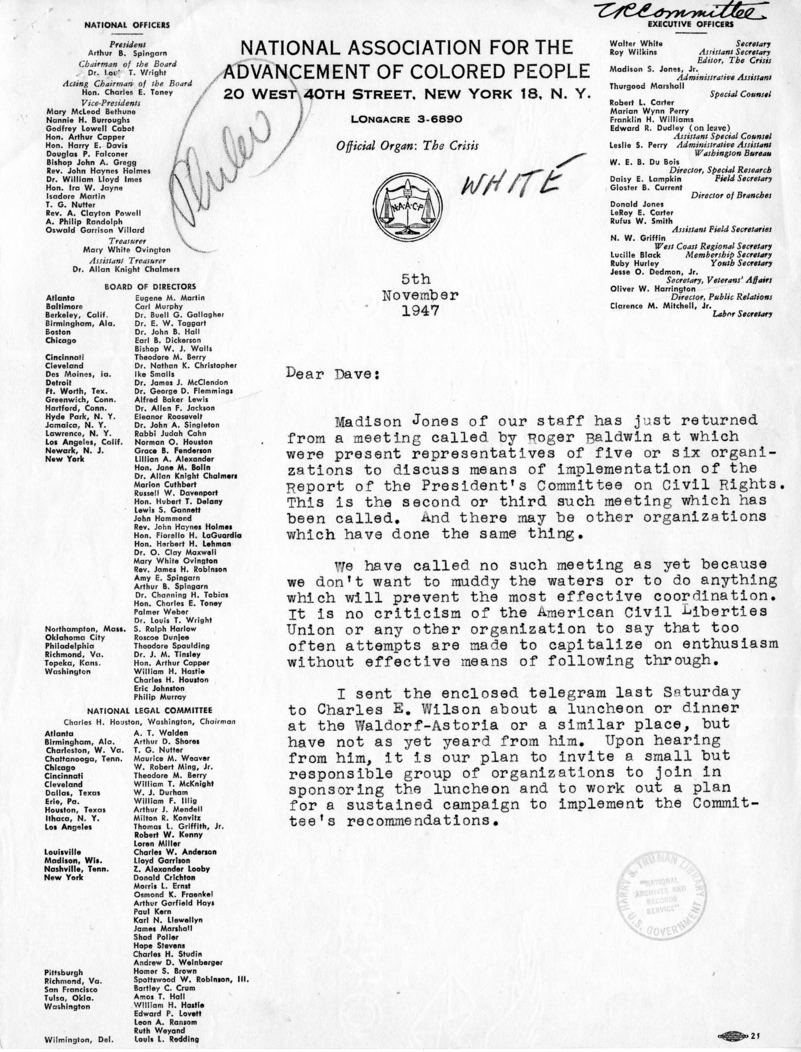 CRCommittee
NATIONAL OFFICERS
President
Arthur B. Spingarn
Chairman of the Board
Dr. Louis T. Wright
Acting Chairman of the Board
Hon. Charles E. Toney
Vice-Presidents
Mary McLeod Bethune
Nannie H. Burroughs
Godfrey Lowell Cabot
Hon. Arthur Capper
Hon. Harry E. Davis
Douglas P. Falconer
Bishop John A. Gregg
Rev. John Haynes Holmes
Dr. William Lloyd Imes
Hon. Ira W. Jayne
Isadore Martin
T. G. Nutter
Rev. A. Clayton Powell
A. Philip Randolph
Oswald Garrison Villard
Treasurer
Mary White Ovington
Assistant Treasurer
Dr. Allan Knight Chalmers
BOARD OF DIRECTORS
Atlanta Eugene M. Martin
Baltimore Carl Murphy
Berkeley, Calif. Dr. Buell G. Gallagher
Birmingham, Ala. Dr. E. W. Taggart
Boston Dr. John B. Hall
Chicago Earl B. Dickerson
Bishop W. J. Walls
Cincinnati Theodore M. Berry
Cleveland Dr. Nathan K. Christopher
Des Moines, Ia. Ike Smalls
Detroit Dr. James J. McClendon
Ft. Worth, Tex. Dr. George D. Flemmings
Greenwich, Conn. Alfred Baker Lewis
Hartford, Conn. Dr. Allen F. Jackson
Hyde Park, N. Y. Eleanor Roosevelt
Jamaica, N. Y. Dr. John A. Singleton
Lawrence, N. Y. Rabbi Judah Cahn
Los Angeles, Calif. Norman O. Houston
Newark, N. J. Grace B. Fenderson
New York Lillian A. Alexander
Hon. Jane M. Bolin
Dr. Allan Knight Chalmers
Marion Cuthbert
Russell W. Davenport
Hon. Hubert T. Delany
Lewis S. Gannett
John Hammond
Rev. John Haynes Holmes
Hon. Fiorello H. LaGuardia
Hon. Herbert H. Lehman
Dr. O. Clay Maxwell
Mary White Ovington
Rev. James H. Robinson
Amy E. Spingarn
Arthur B. Spingarn
Dr. Channing H. Tobias
Hon. Charles E. Toney
Palmer Weber
Dr. Louis T. Wright
Northampton, Mass. S. Ralph Harlow
Oklahoma City Roscoe Dunjee
Philadelphia Theodore Spaulding
Richmond, Va. Dr. J. M. Tinsley
Topeka, Kans. Hon. Arthur Capper
Washington William H. Hastie
Charles H. Houston
Eric Johnston
Philip Murray
NATIONAL LEGAL COMMITTEE
Charles H. Houston, Washington, Chairman
Atlanta A. T. Walden
Birmingham, Ala. Arthur D. Shores
Charleston, W. Va. T. G. Nutter
Chattanooga, Tenn. Maurice M. Weaver
Chicago W. Robert Ming, Jr.
Cincinnati Theodore M. Berry
Cleveland William T. McKnight
Dallas, Texas W. J. Durham
Erie, Pa. William F. Illig
Houston, Texas Arthur J. Mandell
Ithaca, N. Y. Milton R. Konvitz
Los Angeles Thomas L. Griffith, Jr.
Robert W. Kenny
Loren Miller
Louisville Charles W. Anderson
Madison, Wis. Lloyd Garrison
Nashville, Tenn. Z. Alexander Looby
New York Donald Crichton
Morris L. Ernst
Osmond K. Fraenkel
Arthur Garfield Hays
Paul Kern
Karl N. Llewellyn
James Marshall
Shad Polier
Hope Stevens
Charles H. Studin
Andrew D. Weinberger
Pittsburgh Homer S. Brown
Richmond, Va. Spottswood W. Robinson, III.
San Francisco Bartley C. Crum
Tulsa, Okla. Amos T. Hall
Washington William H. Hastie
Edward P. Lovett
Leon A. Ransom
Ruth Weyand
Wilmington, Del. Louis L. Redding
NATIONAL ASSOCIATION FOR THE
ADVANCEMENT OF COLORED PEOPLE
20 WEST 40TH STREET, NEW YORK 18, N. Y.
LONGACRE 3-6890
Official Organ: The Crisis
WHITE
N.A.A.C.P.
EXECUTIVE OFFICERS
Walter White Secretary
Roy Wilkins Assistant Secretary
Editor, The Crisis
Madison S. Jones, Jr.
Administrative Assistant
Thurgood Marshall
Special Counsel
Robert L. Carter
Marian Wynn Perry
Franklin H. Williams
Edward R. Dudley (on leave)
Assistant Special Counsel
Leslie S. Perry Administrative Assistant
Washington Bureau
W. E. B. Du Bois
Director, Special Research
Daisy E. Lampkin Field Secretary
Gloster B. Current
Director of Branches
Donald Jones
LeRoy E. Carter
Rufus W. Smith
Assistant Field Secretaries
N. W. Griffin
West Coast Regional Secretary
Lucille Black Membership Secretary
Ruby Hurley Youth Secretary
Jesse O. Dedmon, Jr.
Secretary, Veterans' Affairs
Oliver W. Harrington
Director, Public Relations
Clarence M. Mitchell, Jr.
Labor Secretary
5th
November
1947
Dear Dave:
Madison Jones of our staff has just returned
from a meeting called by Roger Baldwin at which
were present representatives of five or six organi-
zations to discuss means of implementation of the
Report of the President's Committee on Civil Rights.
This is the second or third such meeting which has
been called. And there may be other organizations
which have done the same thing.
We have called no such meeting as yet because
we don't want to muddy the waters or to do anything
which will prevent the most effective coordination.
It is no criticism of the American Civil Liberties
Union or any other organization to say that too
often attempts are made to capitalize on enthusiasm
without effective means of following through.
I sent the enclosed telegram last Saturday
to Charles E. Wilson about a luncheon or dinner
at the Waldorf-Astoria or a similar place, but
have not as yet yeard from him. Upon hearing
from him, it is our plan to invite a small but
responsible group of organizations to join in
sponsoring the luncheon and to work out a plan
for a sustained campaign to implement the Commit-
tee's recommendations.
HARRY S. TRUMAN LIBRARY
"NATIONAL
ARCHIVES AND
RECORDS
SERVICE"
U.S. GOVERNMENT
21